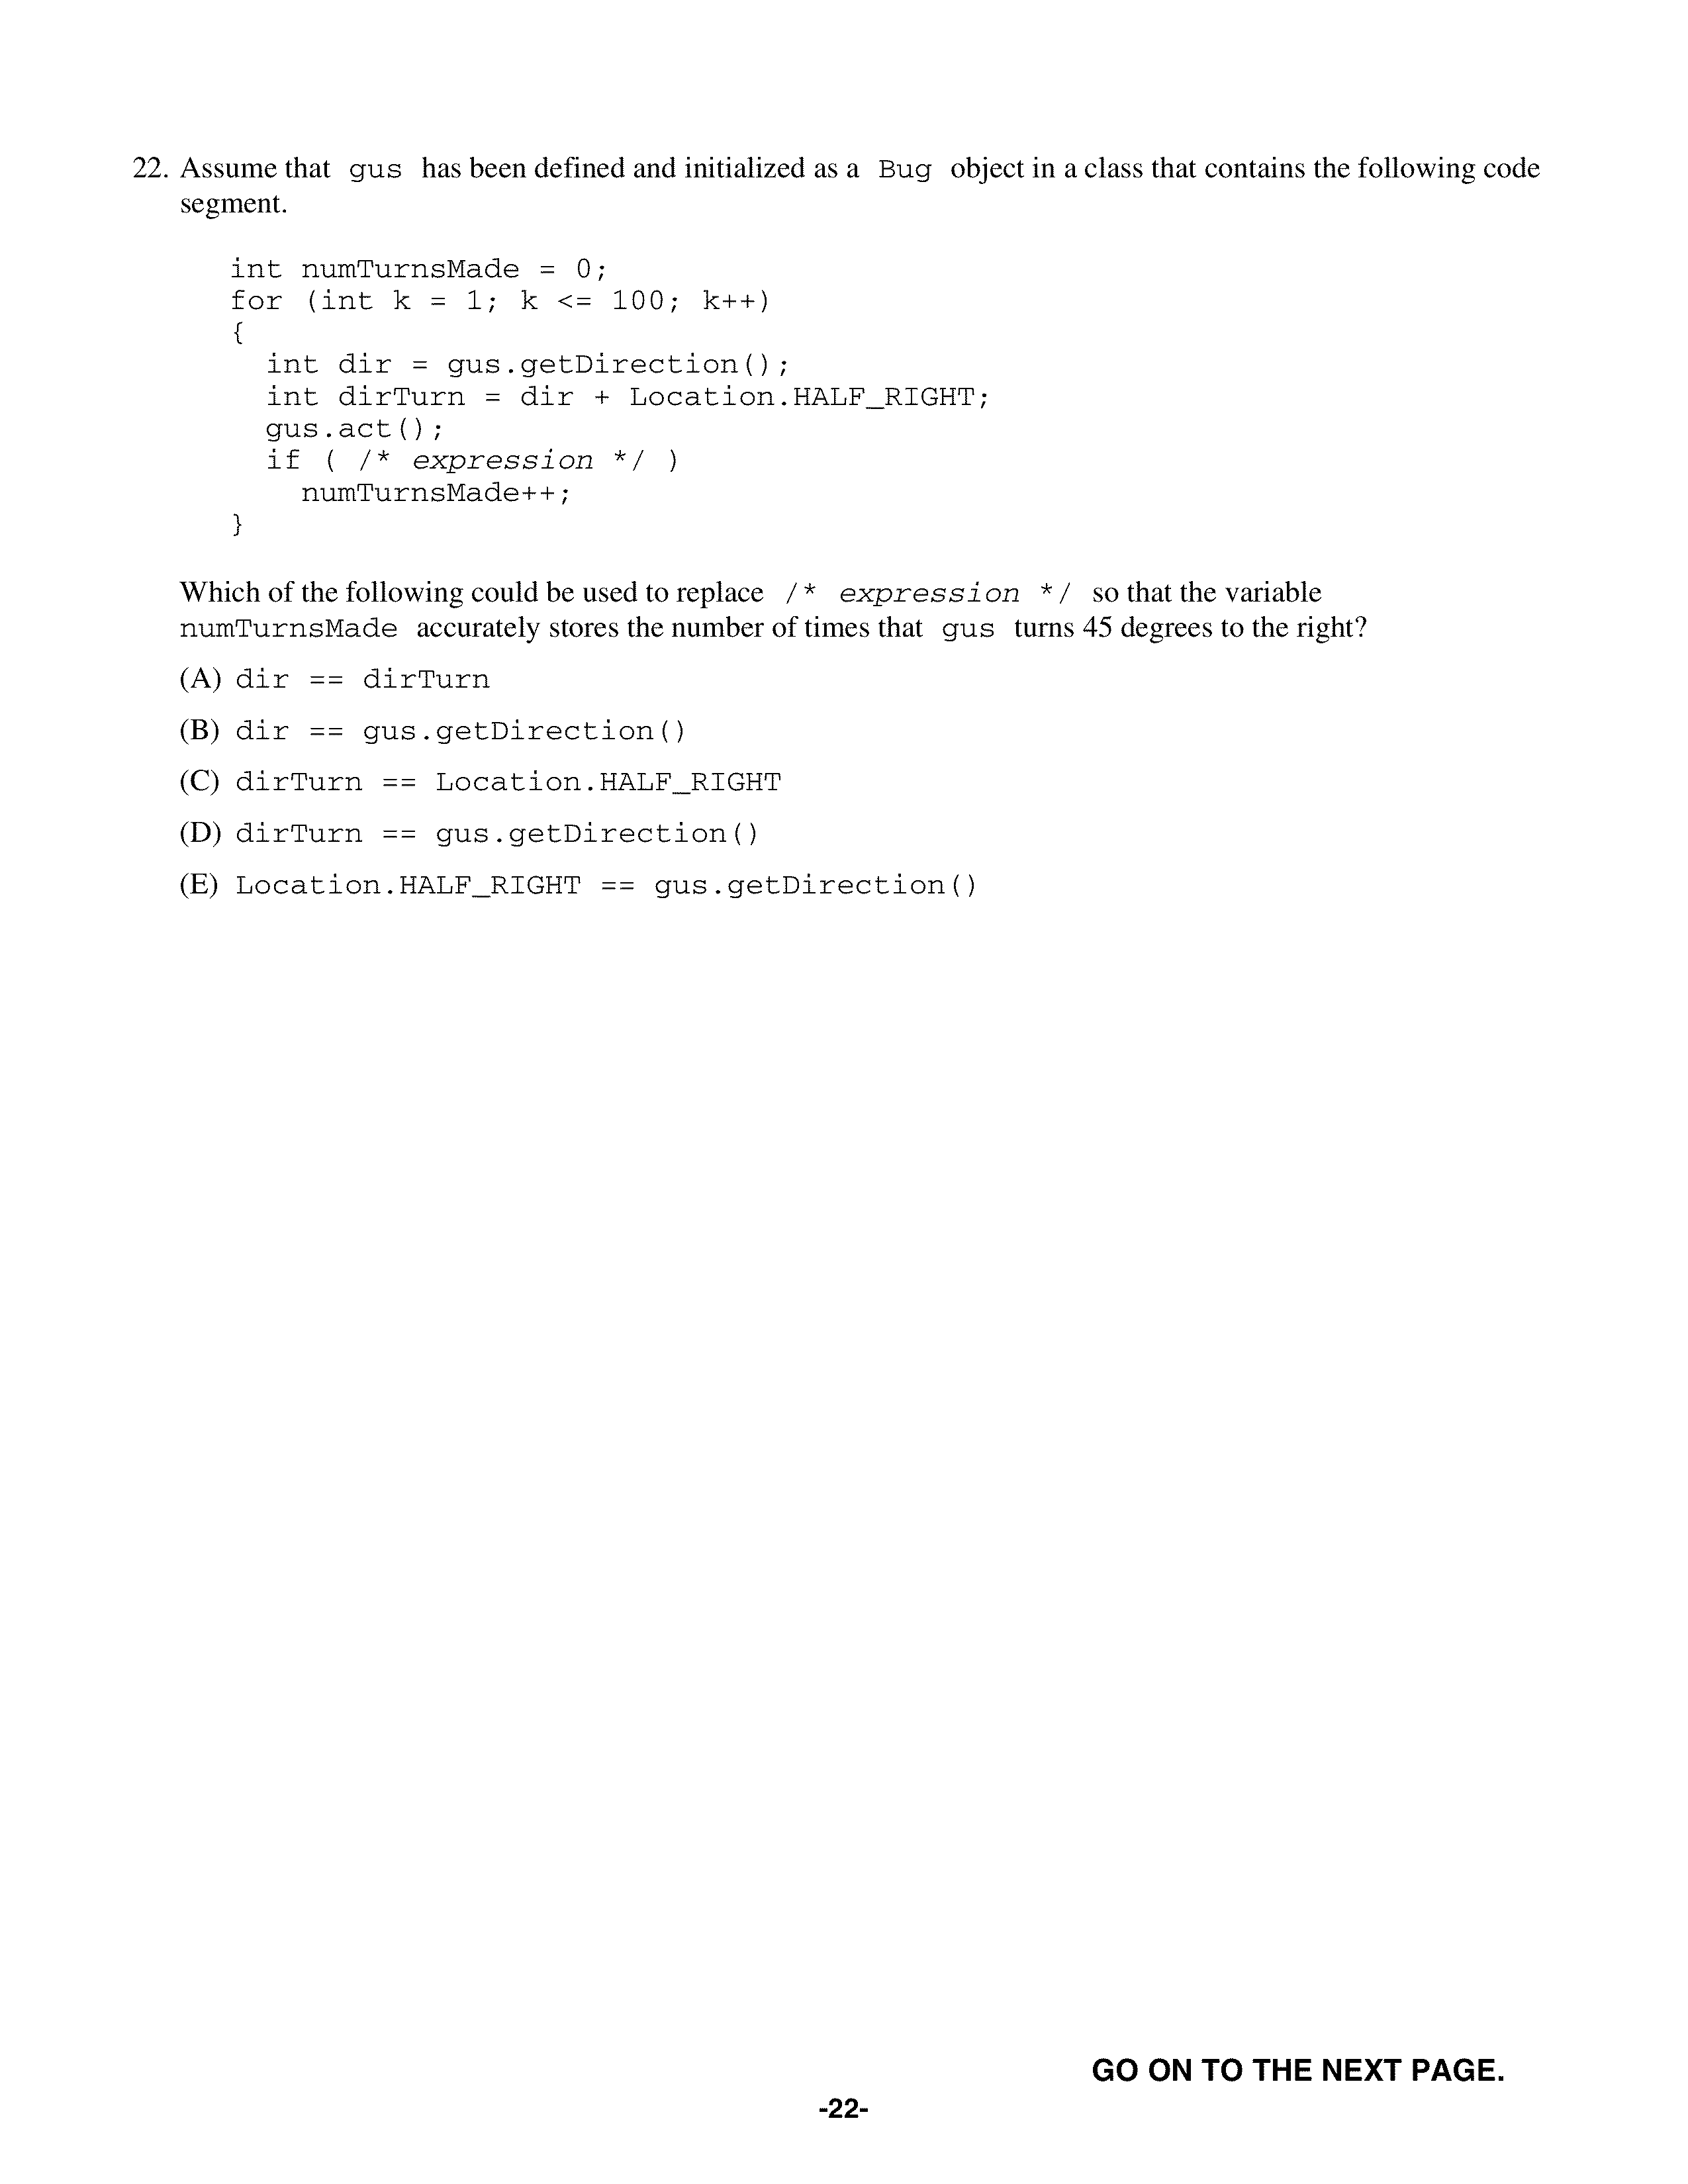 22. Assume that gus has been defined and initialized as a Bug object in a class that contains the following code
segment.
int numTurnsMade = 0;
for (int k = 1; k <= 100; k++)
{
int dir = gus.getDirection();
int dirTurn = dir + Location.HALF_RIGHT;
gus.act();
if ( /* expression */ )
numTurnsMade++;
}
Which of the following could be used to replace /* expression */ so that the variable
numTurnsMade accurately stores the number of times that gus turns 45 degrees to the right?
(A) dir == dirTurn
(B) dir == gus.getDirection()
(C) dirTurn == Location.HALF_RIGHT
(D) dirTurn == gus.getDirection()
(E) Location.HALF_RIGHT == gus.getDirection()
GO ON TO THE NEXT PAGE.
-22-